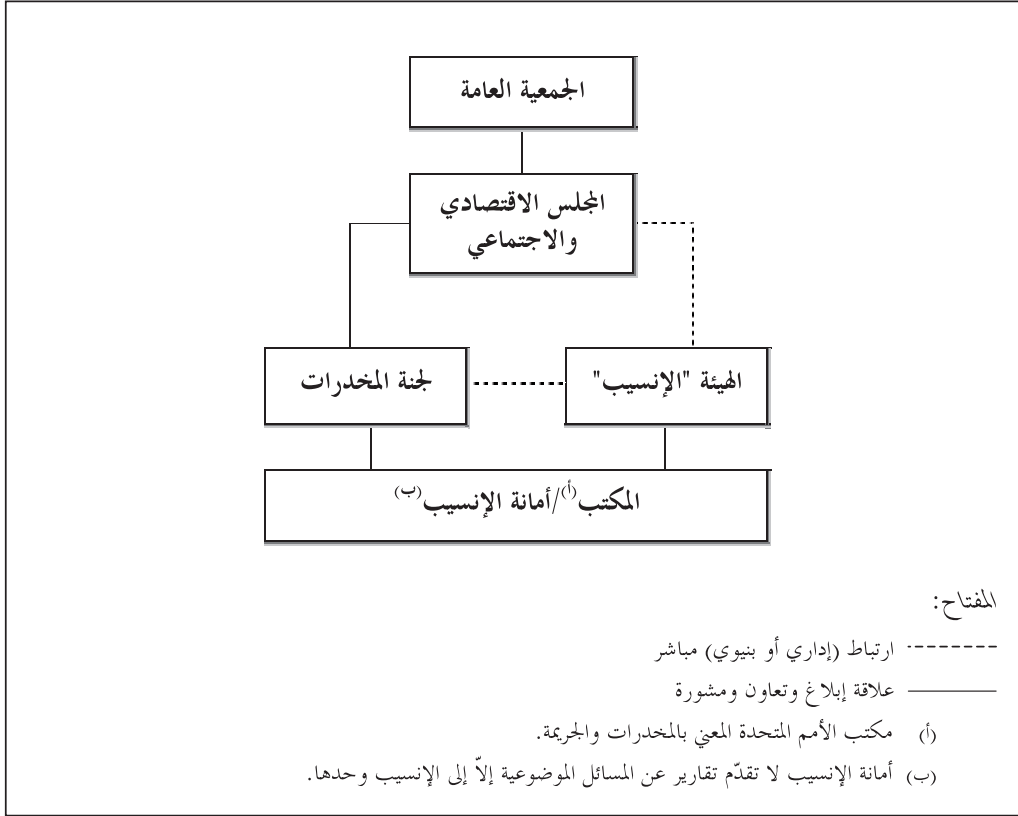 الجمعية العامة
المجلس الاقتصادي
والاجتماعي
الهيئة "الإنسيب"
لجنة المخدرات
المكتب(أ)/أمانة الإنسيب(ب)
المفتاح:
ارتباط (إداري أو بنيوي) مباشر
علاقة إبلاغ وتعاون ومشورة
(أ) مكتب الأمم المتحدة المعني بالمخدرات والجريمة.
(ب) أمانة الإنسيب لا تقدّم تقارير عن المسائل الموضوعية إلاّ إلى الإنسيب وحدها.